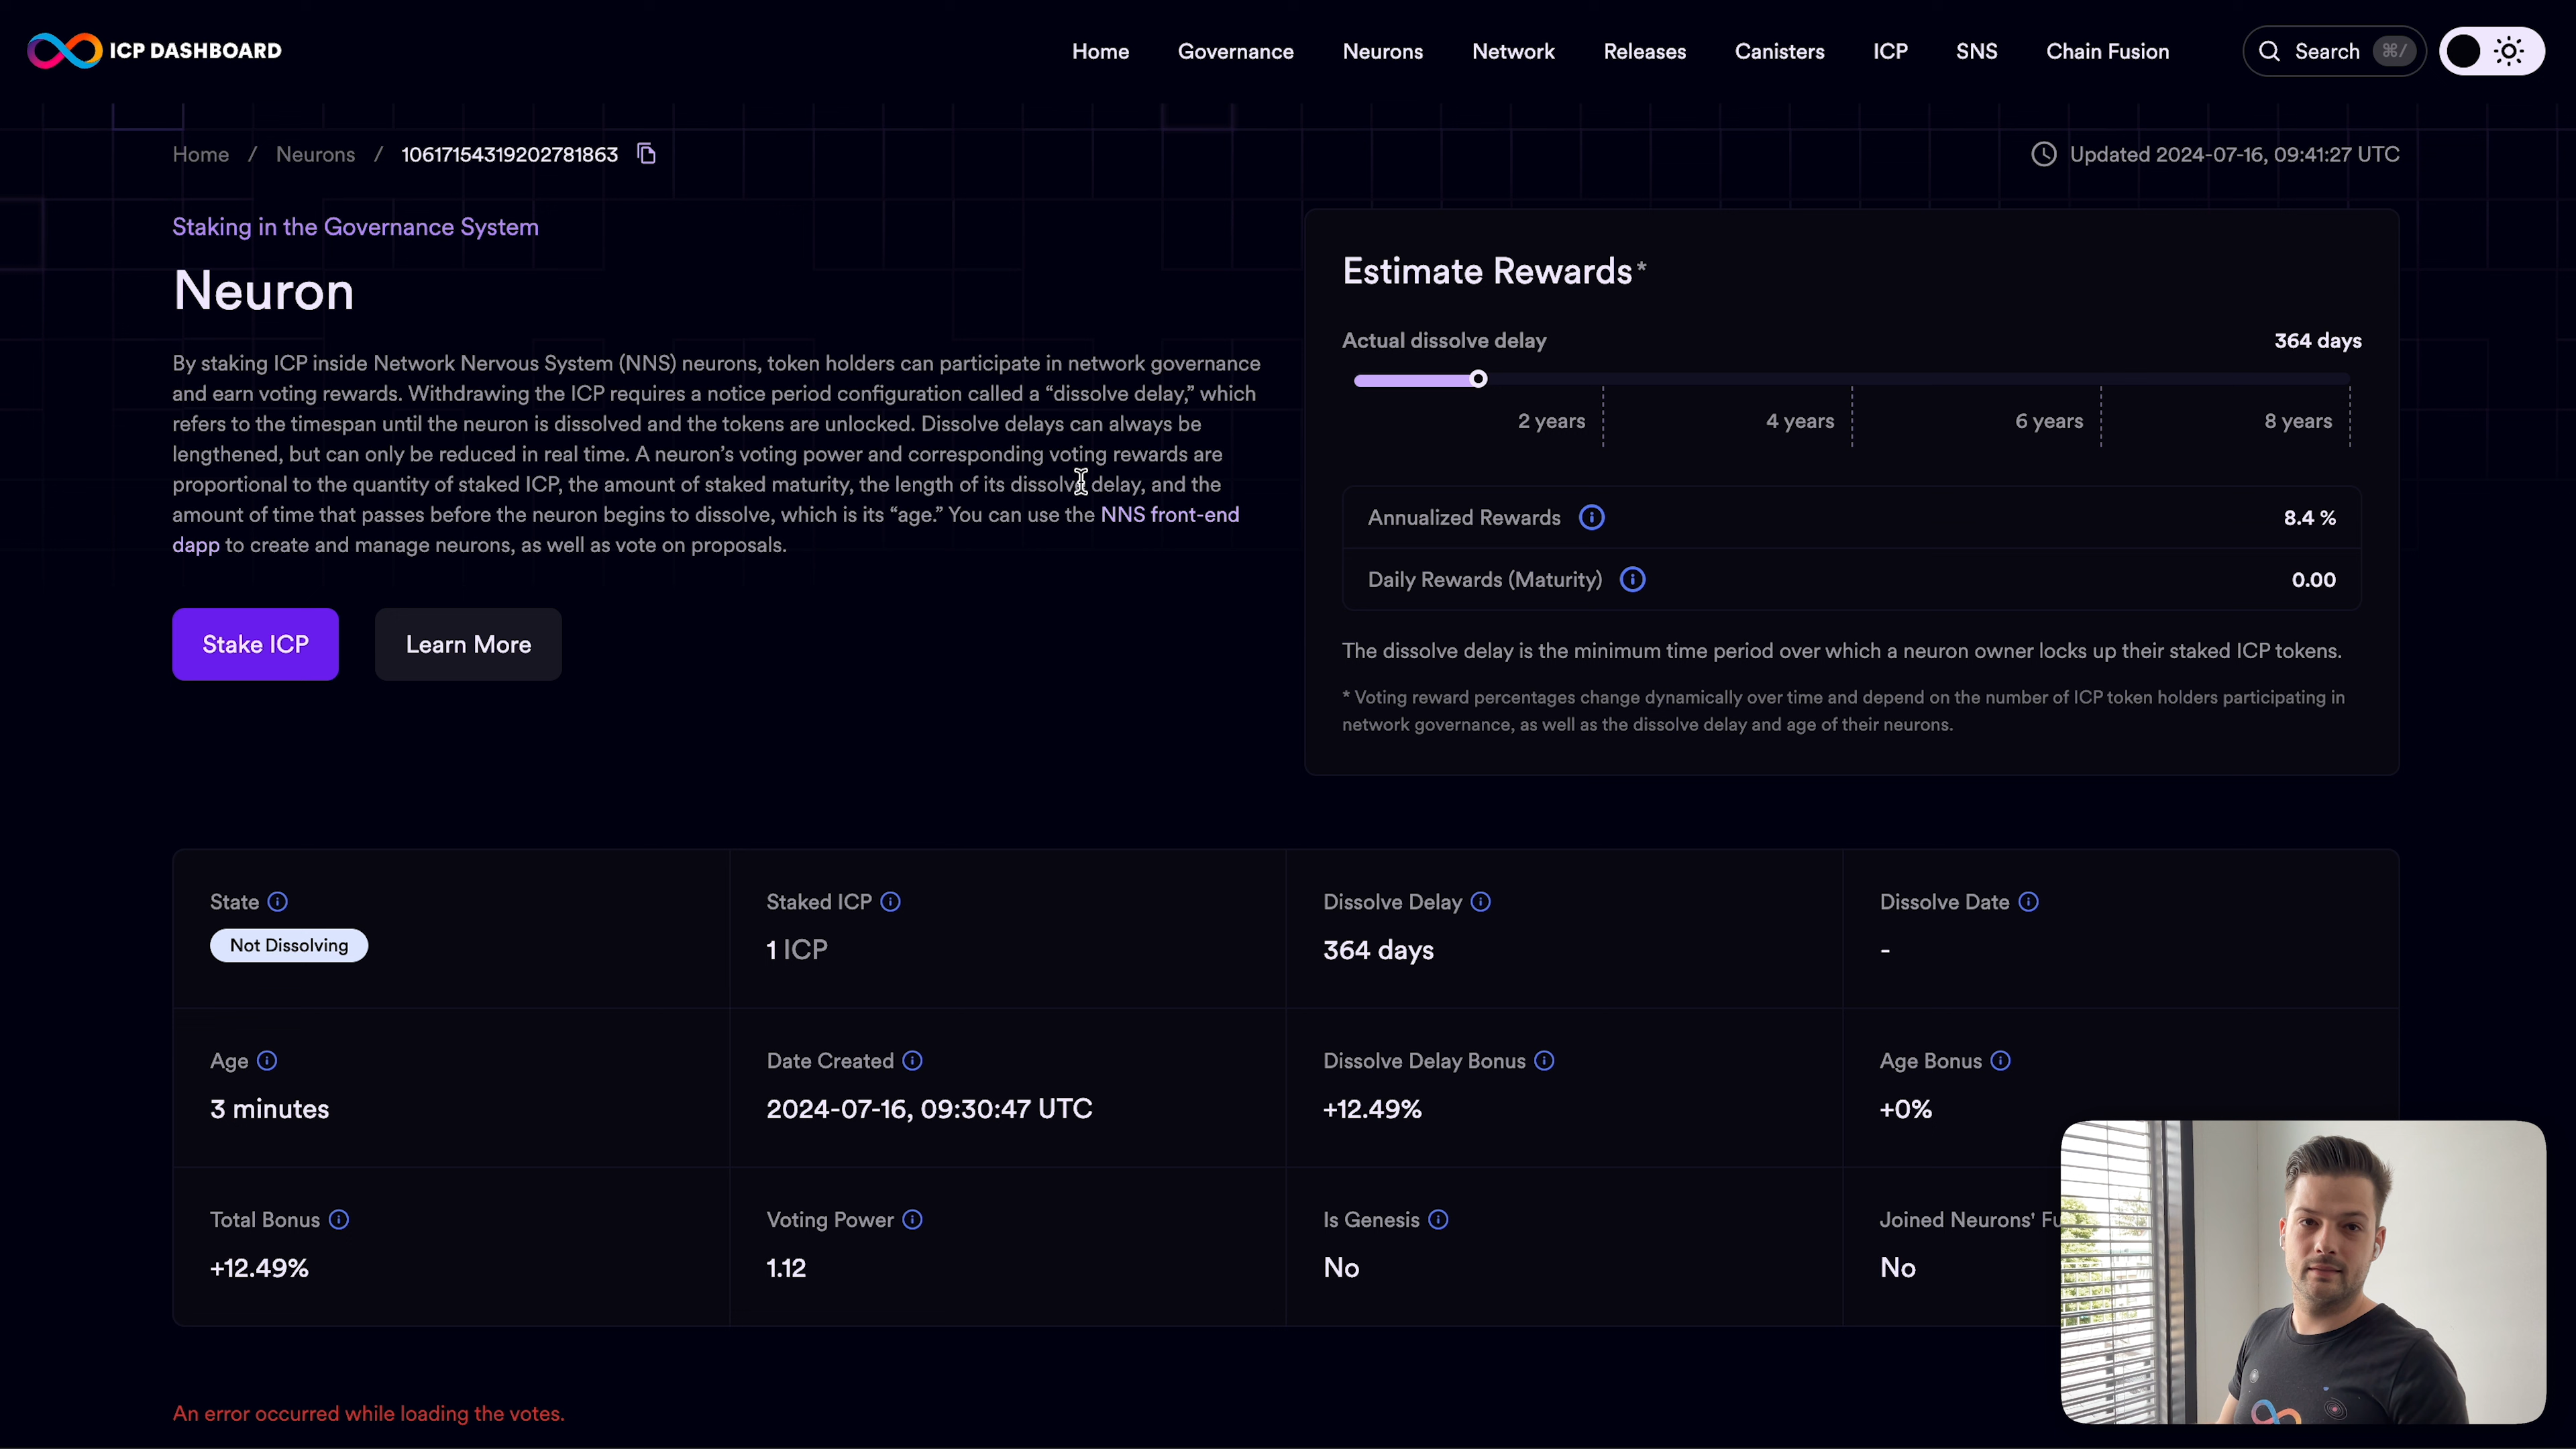 ICP DASHBOARD
Home Governance Neurons Network Releases Canisters ICP SNS Chain Fusion Search ⌘/
Home / Neurons / 10617154319202781863
Updated 2024-07-16, 09:41:27 UTC
Staking in the Governance System
Neuron
By staking ICP inside Network Nervous System (NNS) neurons, token holders can participate in network governance
and earn voting rewards. Withdrawing the ICP requires a notice period configuration called a “dissolve delay,” which
refers to the timespan until the neuron is dissolved and the tokens are unlocked. Dissolve delays can always be
lengthened, but can only be reduced in real time. A neuron’s voting power and corresponding voting rewards are
proportional to the quantity of staked ICP, the amount of staked maturity, the length of its dissolve delay, and the
amount of time that passes before the neuron begins to dissolve, which is its “age.” You can use the NNS front-end
dapp to create and manage neurons, as well as vote on proposals.
Stake ICP
Learn More
Estimate Rewards*
Actual dissolve delay 364 days
2 years 4 years 6 years 8 years
Annualized Rewards 8.4 %
Daily Rewards (Maturity) 0.00
The dissolve delay is the minimum time period over which a neuron owner locks up their staked ICP tokens.
* Voting reward percentages change dynamically over time and depend on the number of ICP token holders participating in
network governance, as well as the dissolve delay and age of their neurons.
State Staked ICP Dissolve Delay Dissolve Date
Not Dissolving 1 ICP 364 days -
Age Date Created Dissolve Delay Bonus Age Bonus
3 minutes 2024-07-16, 09:30:47 UTC +12.49% +0%
Total Bonus Voting Power Is Genesis Joined Neurons' Fu
+12.49% 1.12 No No
An error occurred while loading the votes.